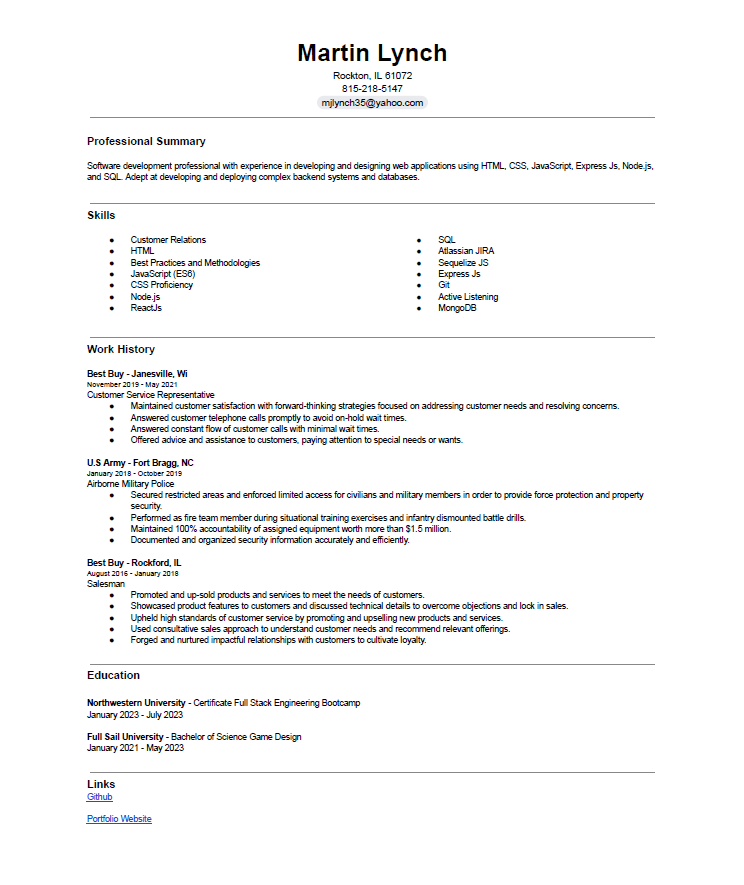 Martin Lynch
Rockton, IL 61072
815-218-5147
mjlynch35@yahoo.com
Professional Summary
Software development professional with experience in developing and designing web applications using HTML, CSS, JavaScript, Express Js, Node.js,
and SQL. Adept at developing and deploying complex backend systems and databases.
Skills
● Customer Relations
● HTML
● Best Practices and Methodologies
● JavaScript (ES6)
● CSS Proficiency
● Node.js
● ReactJs
● SQL
● Atlassian JIRA
● Sequelize JS
● Express Js
● Git
● Active Listening
● MongoDB
Work History
Best Buy - Janesville, Wi
November 2019 - May 2021
Customer Service Representative
● Maintained customer satisfaction with forward-thinking strategies focused on addressing customer needs and resolving concerns.
● Answered customer telephone calls promptly to avoid on-hold wait times.
● Answered constant flow of customer calls with minimal wait times.
● Offered advice and assistance to customers, paying attention to special needs or wants.
U.S Army - Fort Bragg, NC
January 2018 - October 2019
Airborne Military Police
● Secured restricted areas and enforced limited access for civilians and military members in order to provide force protection and property
security.
● Performed as fire team member during situational training exercises and infantry dismounted battle drills.
● Maintained 100% accountability of assigned equipment worth more than $1.5 million.
● Documented and organized security information accurately and efficiently.
Best Buy - Rockford, IL
August 2016 - January 2018
Salesman
● Promoted and up-sold products and services to meet the needs of customers.
● Showcased product features to customers and discussed technical details to overcome objections and lock in sales.
● Upheld high standards of customer service by promoting and upselling new products and services.
● Used consultative sales approach to understand customer needs and recommend relevant offerings.
● Forged and nurtured impactful relationships with customers to cultivate loyalty.
Education
Northwestern University - Certificate Full Stack Engineering Bootcamp
January 2023 - July 2023
Full Sail University - Bachelor of Science Game Design
January 2021 - May 2023
Links
Github
Portfolio Website